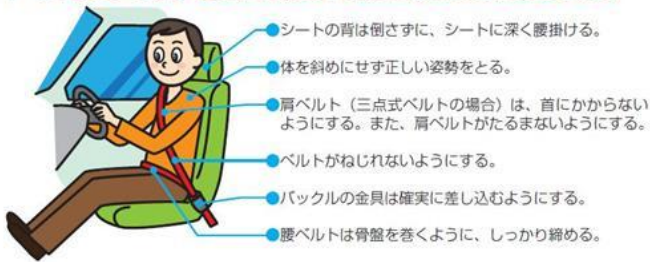 ●シートの背は倒さずに、シートに深く腰掛ける。
●体を斜めにせず正しい姿勢をとる。
●肩ベルト（三点式ベルトの場合）は、首にかからない
ようにする。また、肩ベルトがたるまないようにする。
●ベルトがねじれないようにする。
●バックルの金具は確実に差し込むようにする。
●腰ベルトは骨盤を巻くように、しっかり締める。